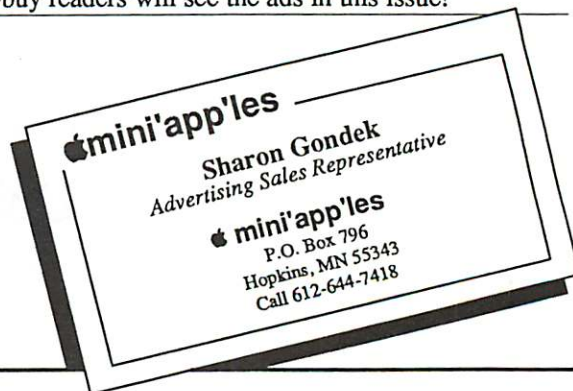 buy readers will see the ads in this issue!
mini'app'les
Sharon Gondek
Advertising Sales Representative
mini'app'les
P.O. Box 796
Hopkins, MN 55343
Call 612-644-7418